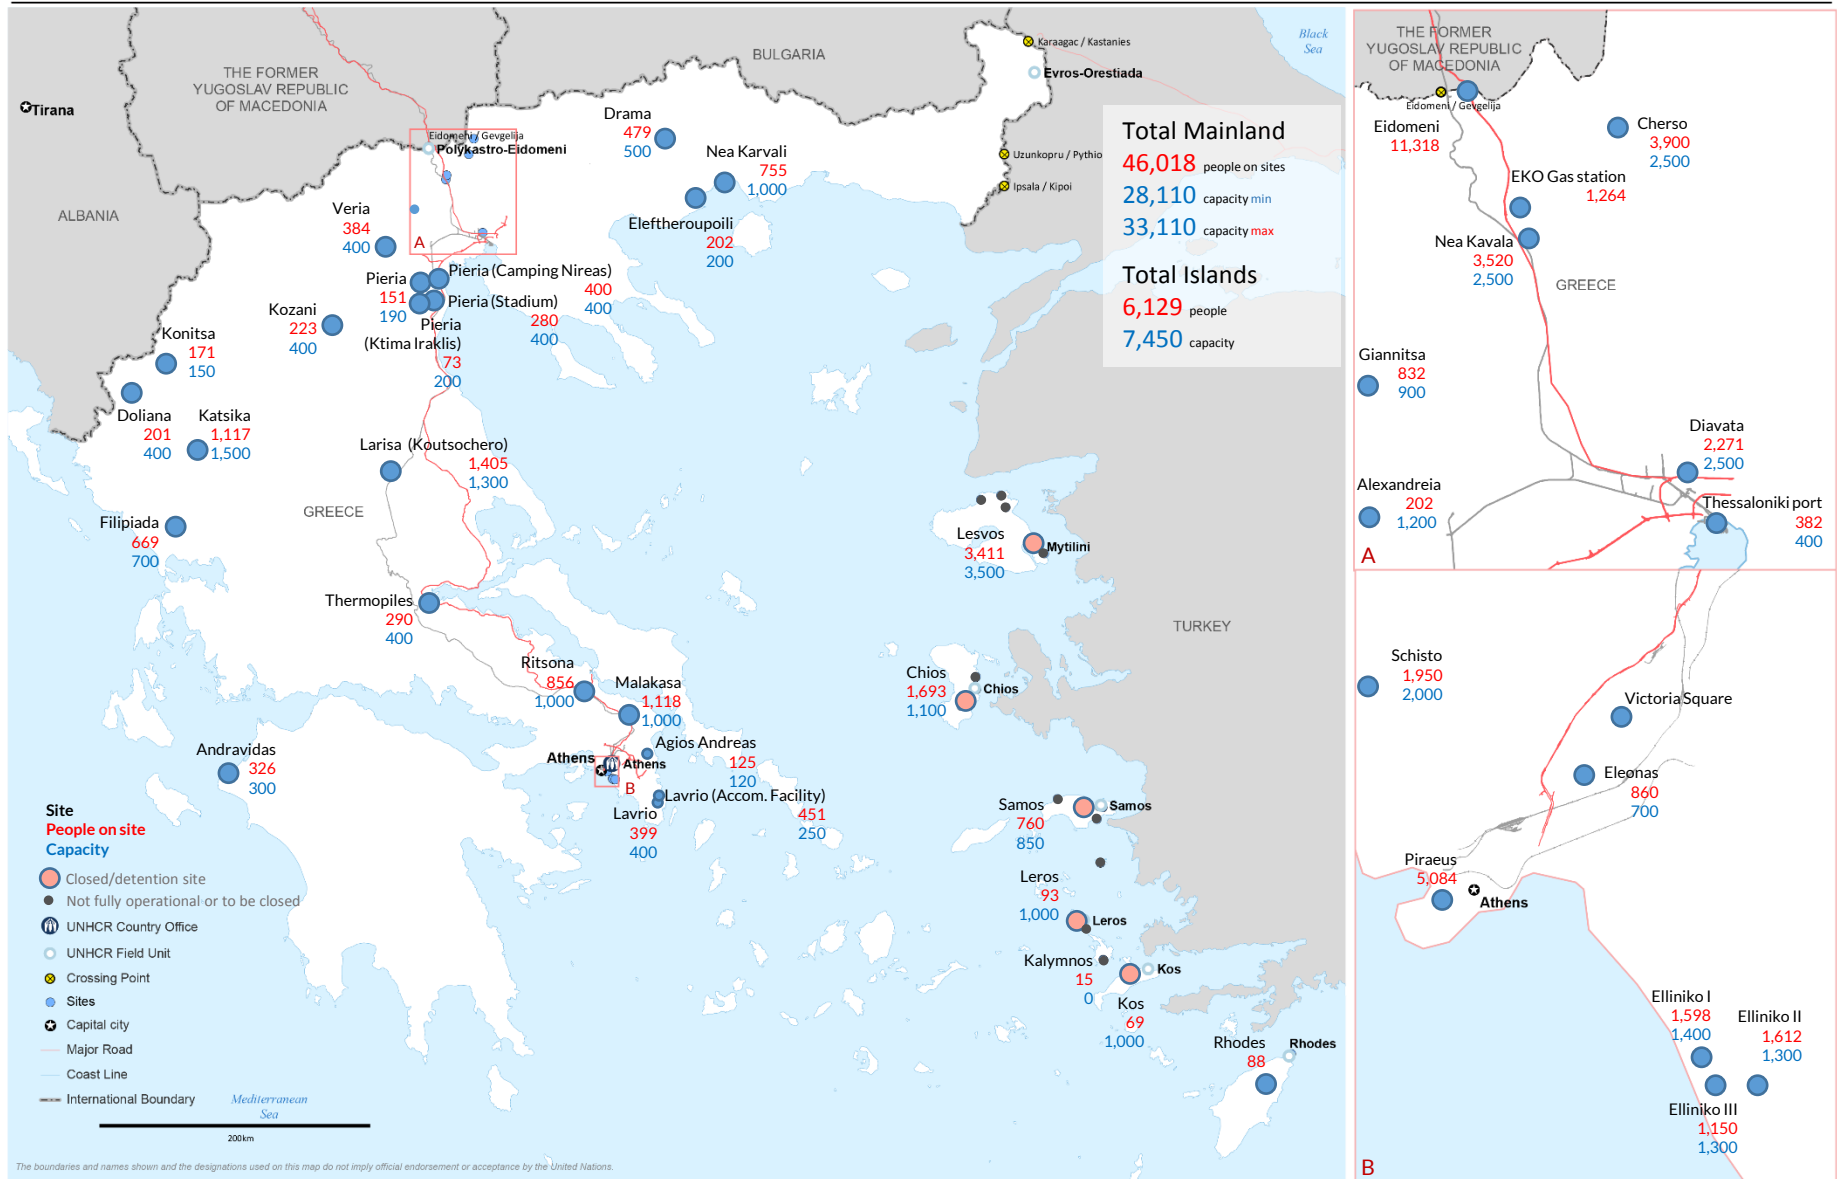 BULGARIA
THE FORMER
YUGOSLAV REPUBLIC
OF MACEDONIA
Tirana
ALBANIA
Black
Sea
Karaagac / Kastanies
Evros-Orestiada
Uzunkopru / Pythio
Ipsala / Kipoi
Total Mainland
46,018 people on sites
28,110 capacity min
33,110 capacity max
Total Islands
6,129 people
7,450 capacity
Eidomeni / Gevgelija
Polykastro-Eidomeni
A
Drama
479
500
Nea Karvali
755
1,000
Eleftheroupoili
202
200
Veria
384
400
Pieria
151
190
Pieria (Camping Nireas)
400
400
Pieria (Stadium)
280
400
Pieria
(Ktima Iraklis)
73
200
Kozani
223
400
Konitsa
171
150
Doliana
201
400
Katsika
1,117
1,500
Larisa (Koutsochero)
1,405
1,300
GREECE
Filipiada
669
700
Thermopiles
290
400
Ritsona
856
1,000
Malakasa
1,118
1,000
Agios Andreas
125
120
Athens
Athens
B
Lavrio (Accom. Facility)
451
250
Lavrio
399
400
Andravidas
326
300
Lesvos
3,411
3,500
Mytilini
TURKEY
Chios
1,693
1,100
Chios
Samos
760
850
Samos
Leros
93
1,000
Leros
Kalymnos
15
0
Kos
Kos
69
1,000
Rhodes
88
Rhodes
Site
People on site
Capacity
Closed/detention site
Not fully operational or to be closed
UNHCR Country Office
UNHCR Field Unit
Crossing Point
Sites
Capital city
Major Road
Coast Line
International Boundary
Mediterranean
Sea
200km
The boundaries and names shown and the designations used on this map do not imply official endorsement or acceptance by the United Nations.
THE FORMER
YUGOSLAV REPUBLIC
OF MACEDONIA
Eidomeni / Gevgelija
Eidomeni
11,318
Cherso
3,900
2,500
EKO Gas station
1,264
Nea Kavala
3,520
2,500
GREECE
Giannitsa
832
900
Diavata
2,271
2,500
Alexandreia
202
1,200
Thessaloniki port
382
400
A
Schisto
1,950
2,000
Victoria Square
Eleonas
860
700
Piraeus
5,084
Athens
Elliniko I
1,598
1,400
Elliniko II
1,612
1,300
Elliniko III
1,150
1,300
B